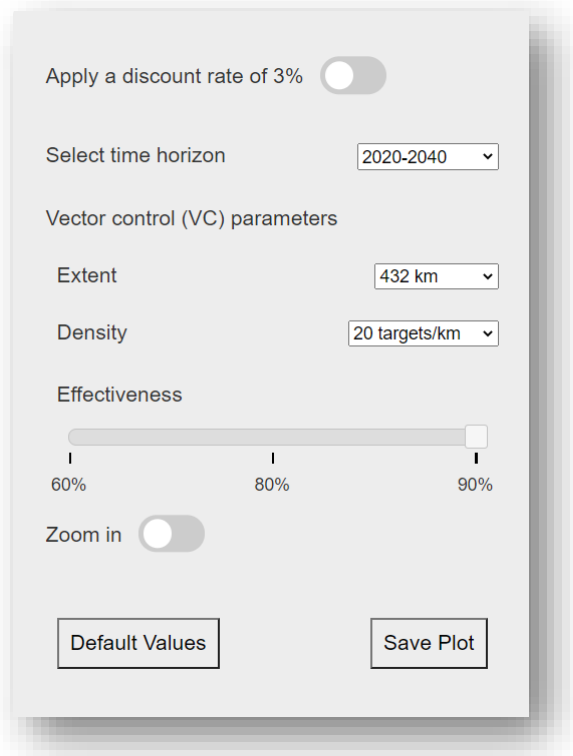 Apply a discount rate of 3%
Select time horizon 2020-2040
Vector control (VC) parameters
Extent 432 km
Density 20 targets/km
Effectiveness
60% 80% 90%
Zoom in
Default Values Save Plot